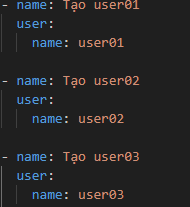 - name: Tạo user01
user:
name: user01
- name: Tạo user02
user:
name: user02
- name: Tạo user03
user:
name: user03